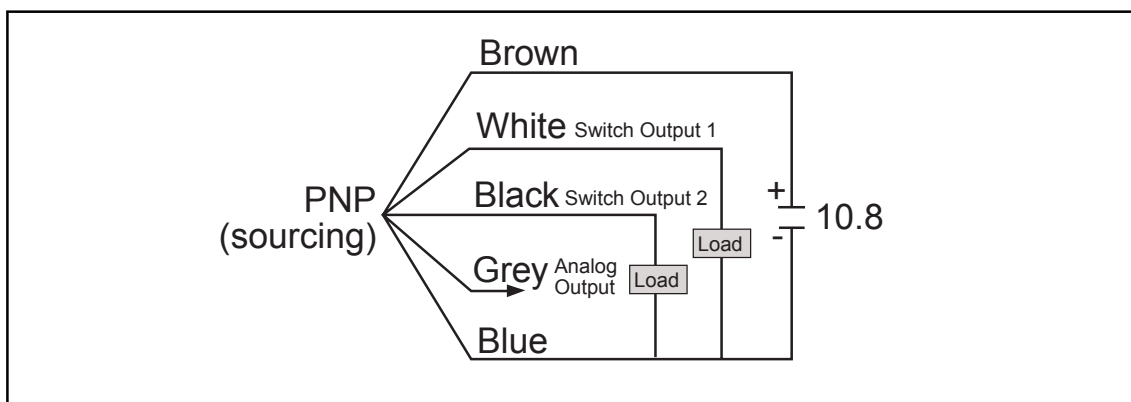 Brown
White Switch Output 1
Black Switch Output 2
PNP
(sourcing)
+
10.8
-
Load
Grey Analog
Output
Load
Blue